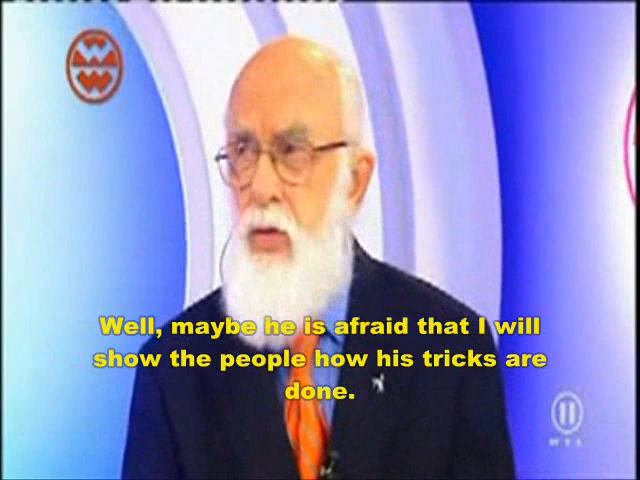 Well, maybe he is afraid that I will
show the people how his tricks are
done.